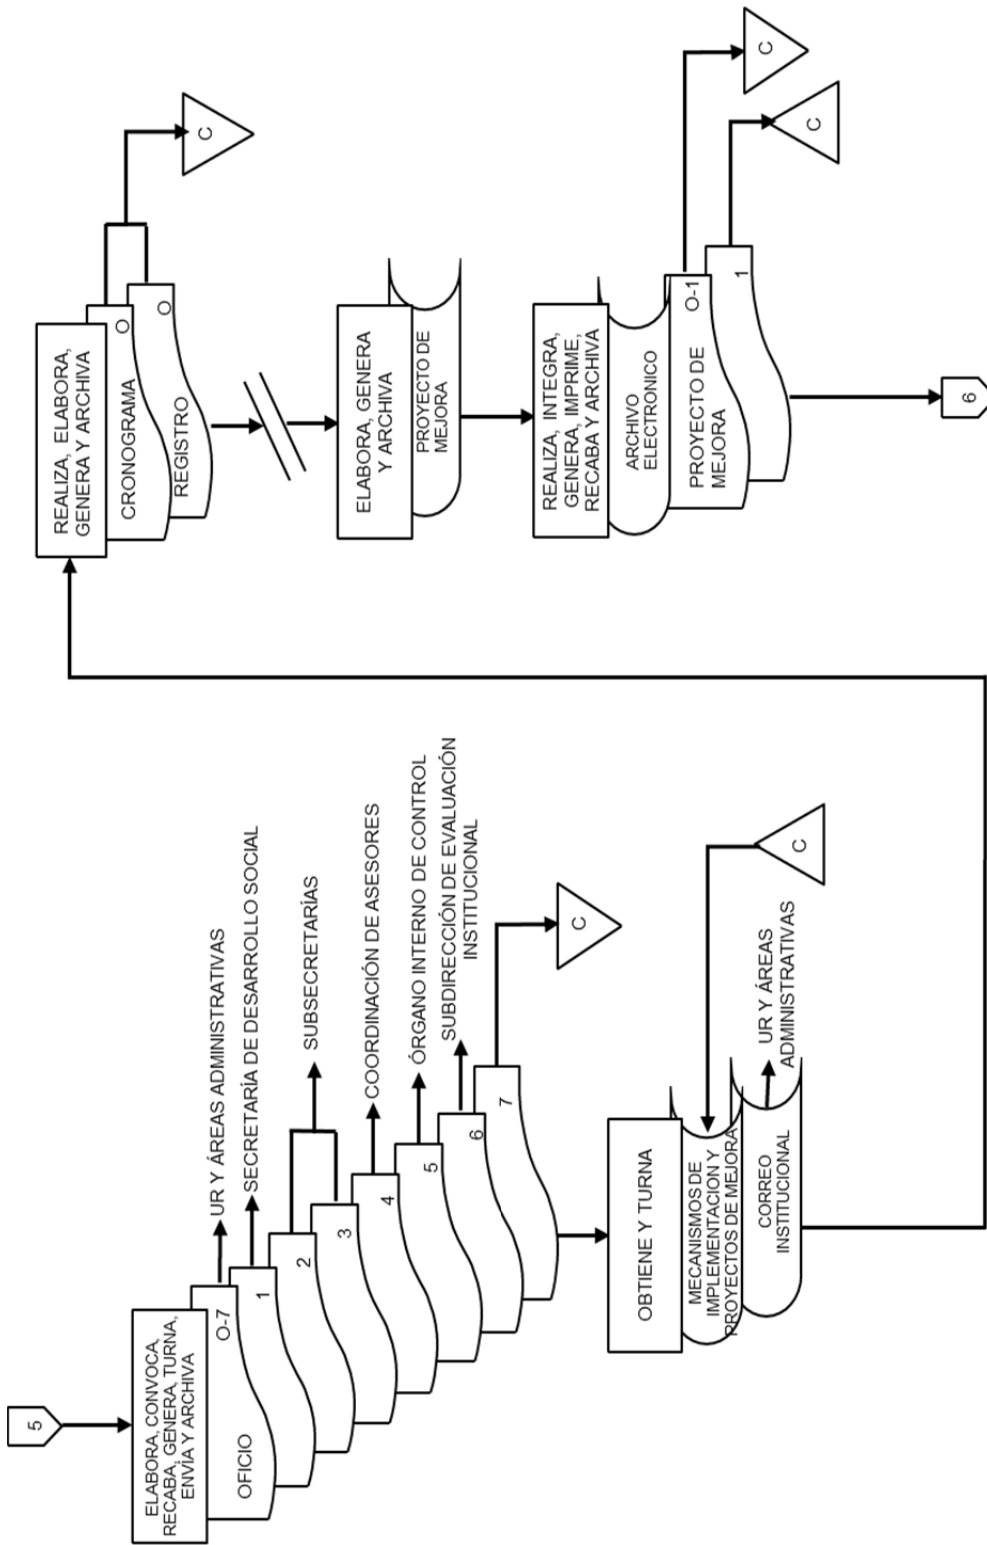 5
ELABORA, CONVOCA,
RECABA, GENERA, TURNA,
ENVÍA Y ARCHIVA
OFICIO
O-7
UR Y ÁREAS ADMINISTRATIVAS
1
SECRETARÍA DE DESARROLLO SOCIAL
2
3
SUBSECRETARÍAS
4
COORDINACIÓN DE ASESORES
5
ÓRGANO INTERNO DE CONTROL
6
SUBDIRECCIÓN DE EVALUACIÓN
INSTITUCIONAL
7
C
OBTIENE Y TURNA
MECANISMOS DE
IMPLEMENTACION Y
PROYECTOS DE MEJORA
C
CORREO
INSTITUCIONAL
UR Y ÁREAS
ADMINISTRATIVAS
REALIZA, ELABORA,
GENERA Y ARCHIVA
CRONOGRAMA
O
REGISTRO
O
C
ELABORA, GENERA
Y ARCHIVA
PROYECTO DE
MEJORA
REALIZA, INTEGRA,
GENERA, IMPRIME,
RECABA Y ARCHIVA
ARCHIVO
ELECTRONICO
PROYECTO DE
MEJORA
O-1
C
1
C
6